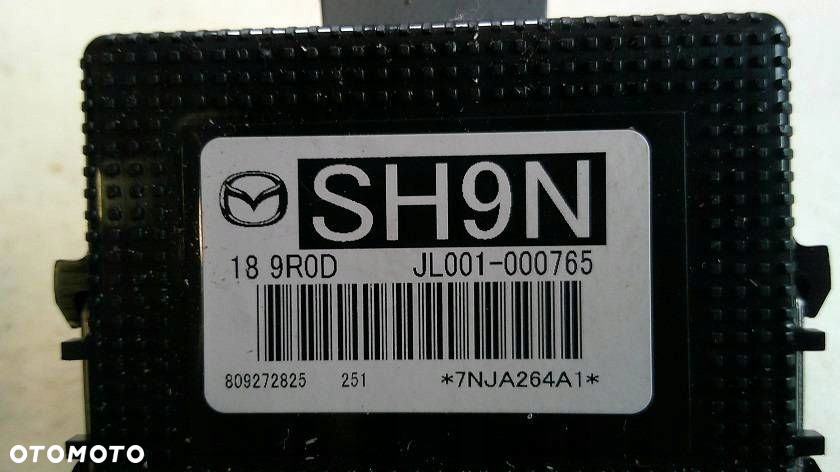 SH9N
18 9R0D JL001-000765
809272825 251 *7NJA264A1*
OTOMOTO